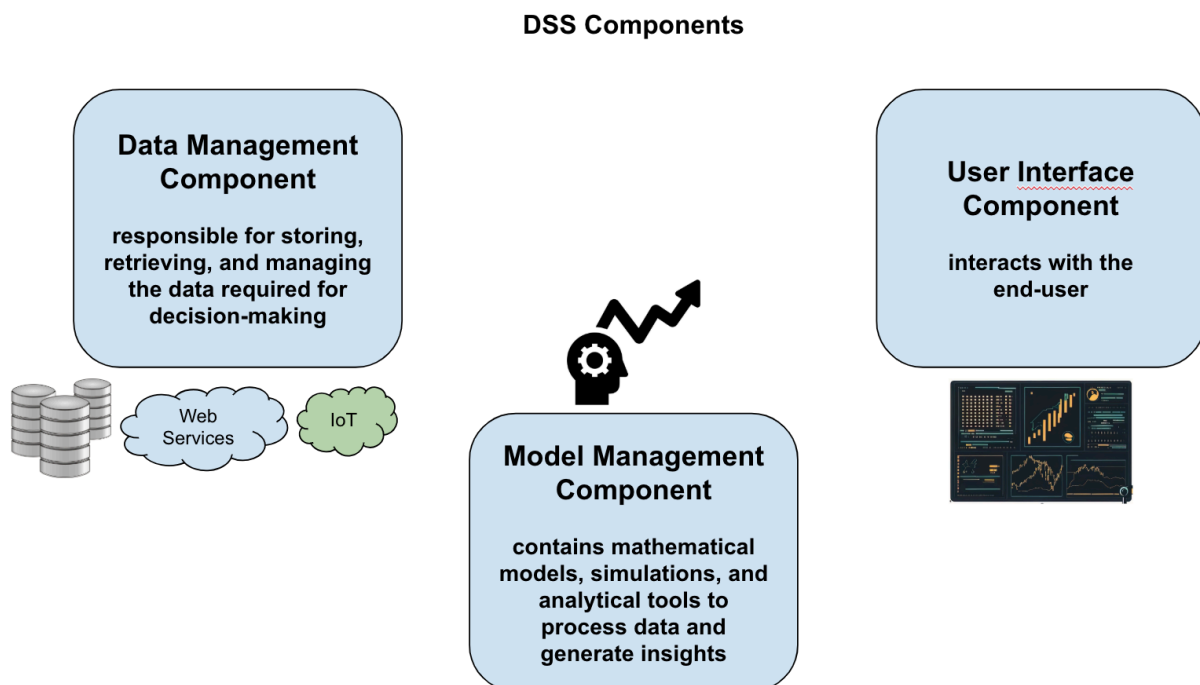 DSS Components
Data Management
Component
responsible for storing,
retrieving, and managing
the data required for
decision-making
Web
Services
IoT
Model Management
Component
contains mathematical
models, simulations, and
analytical tools to
process data and
generate insights
User Interface
Component
interacts with the
end-user